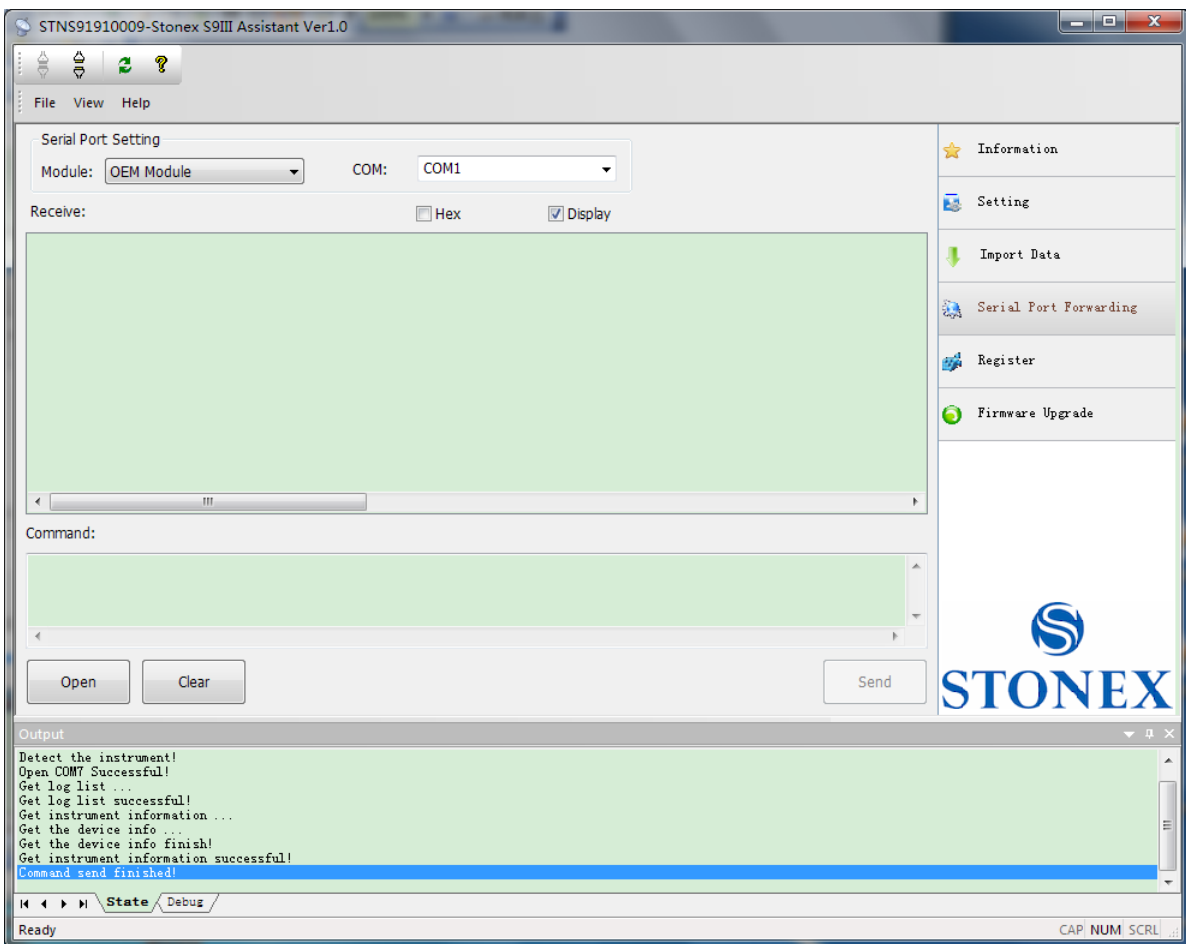 STNS91910009-Stonex S9III Assistant Ver1.0
File View Help
Serial Port Setting
Module: OEM Module COM: COM1
Receive: Hex Display
Command:
Open Clear Send
Information
Setting
Import Data
Serial Port Forwarding
Register
Firmware Upgrade
S
STONEX
Output
Detect the instrument!
Open COM7 Successful!
Get log list ...
Get log list successful!
Get instrument information ...
Get the device info ...
Get the device info finish!
Get instrument information successful!
Command send finished!
State Debug
Ready CAP NUM SCRL